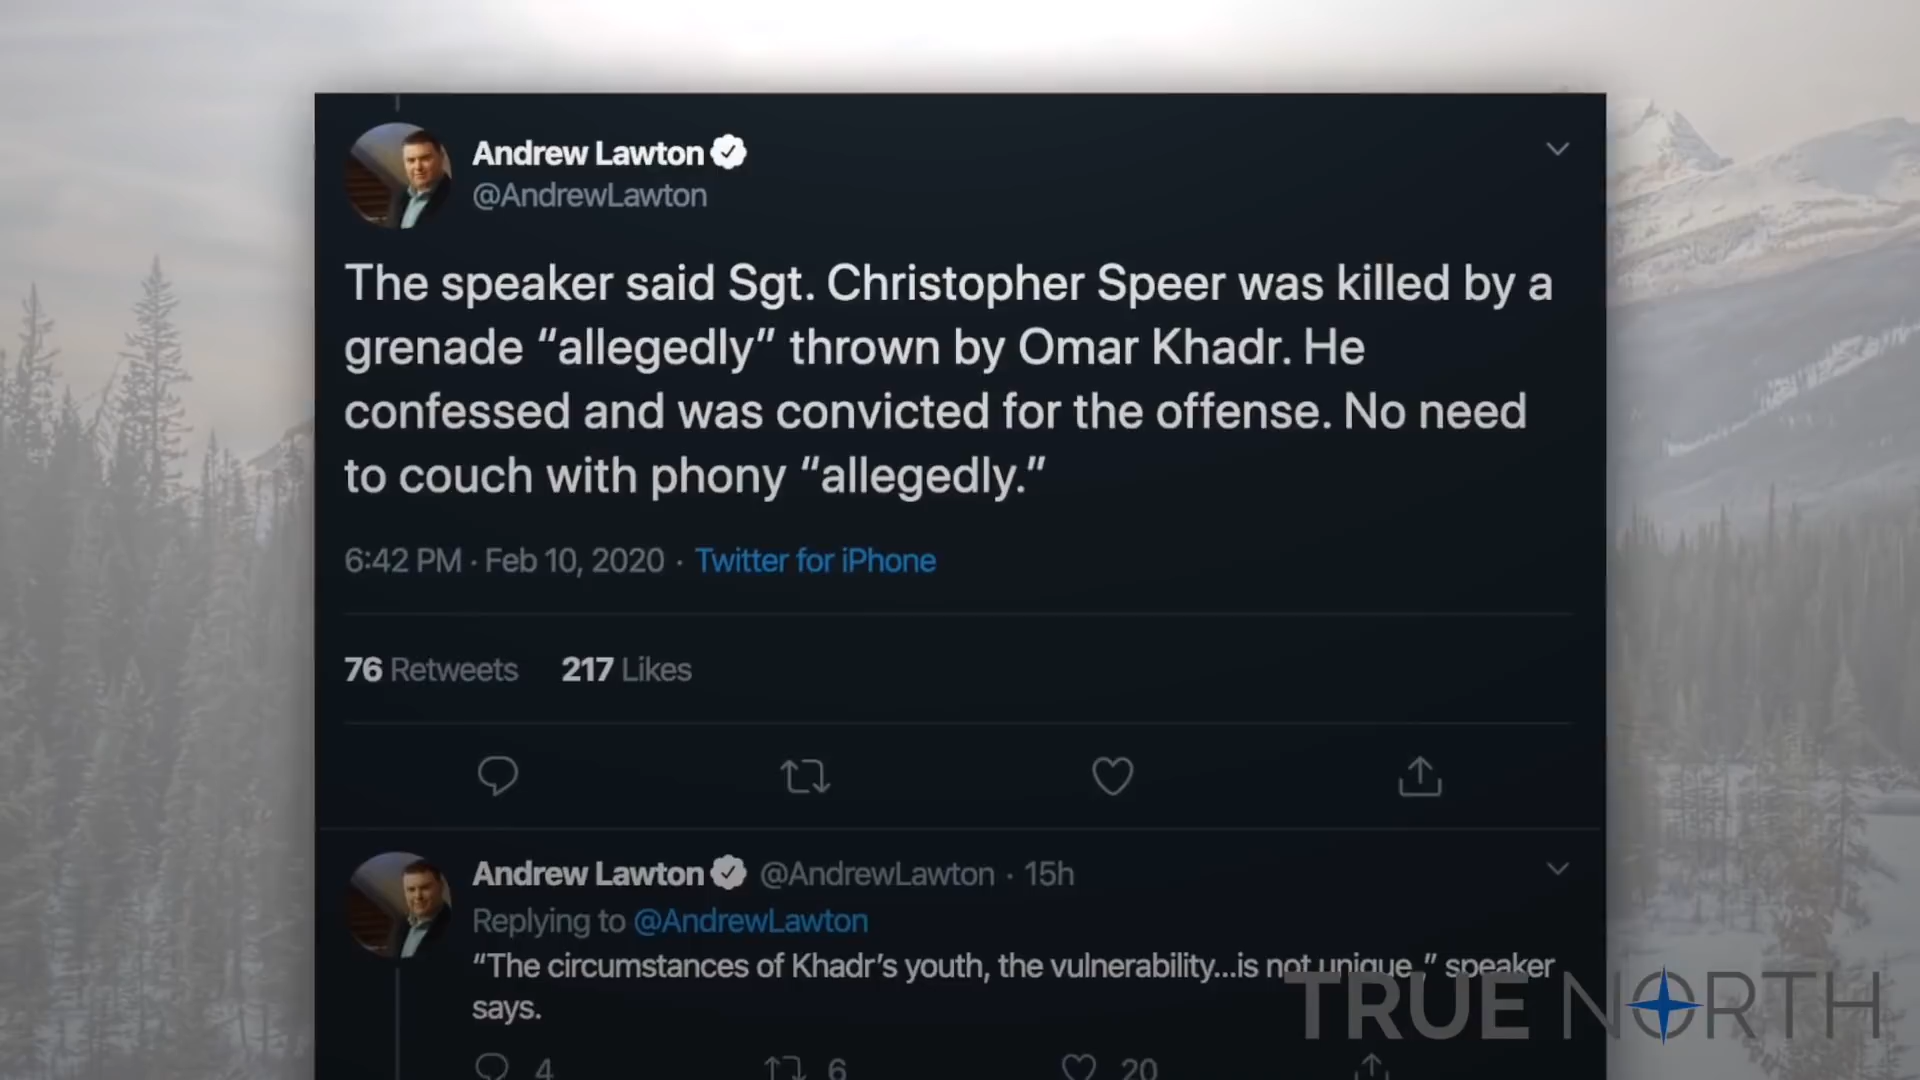 Andrew Lawton
@AndrewLawton
The speaker said Sgt. Christopher Speer was killed by a
grenade “allegedly” thrown by Omar Khadr. He
confessed and was convicted for the offense. No need
to couch with phony “allegedly.”
6:42 PM · Feb 10, 2020 · Twitter for iPhone
76 Retweets 217 Likes
Andrew Lawton @AndrewLawton · 15h
Replying to @AndrewLawton
“The circumstances of Khadr’s youth, the vulnerability...is not unique,” speaker
says.
4 6 20
TRUE NORTH